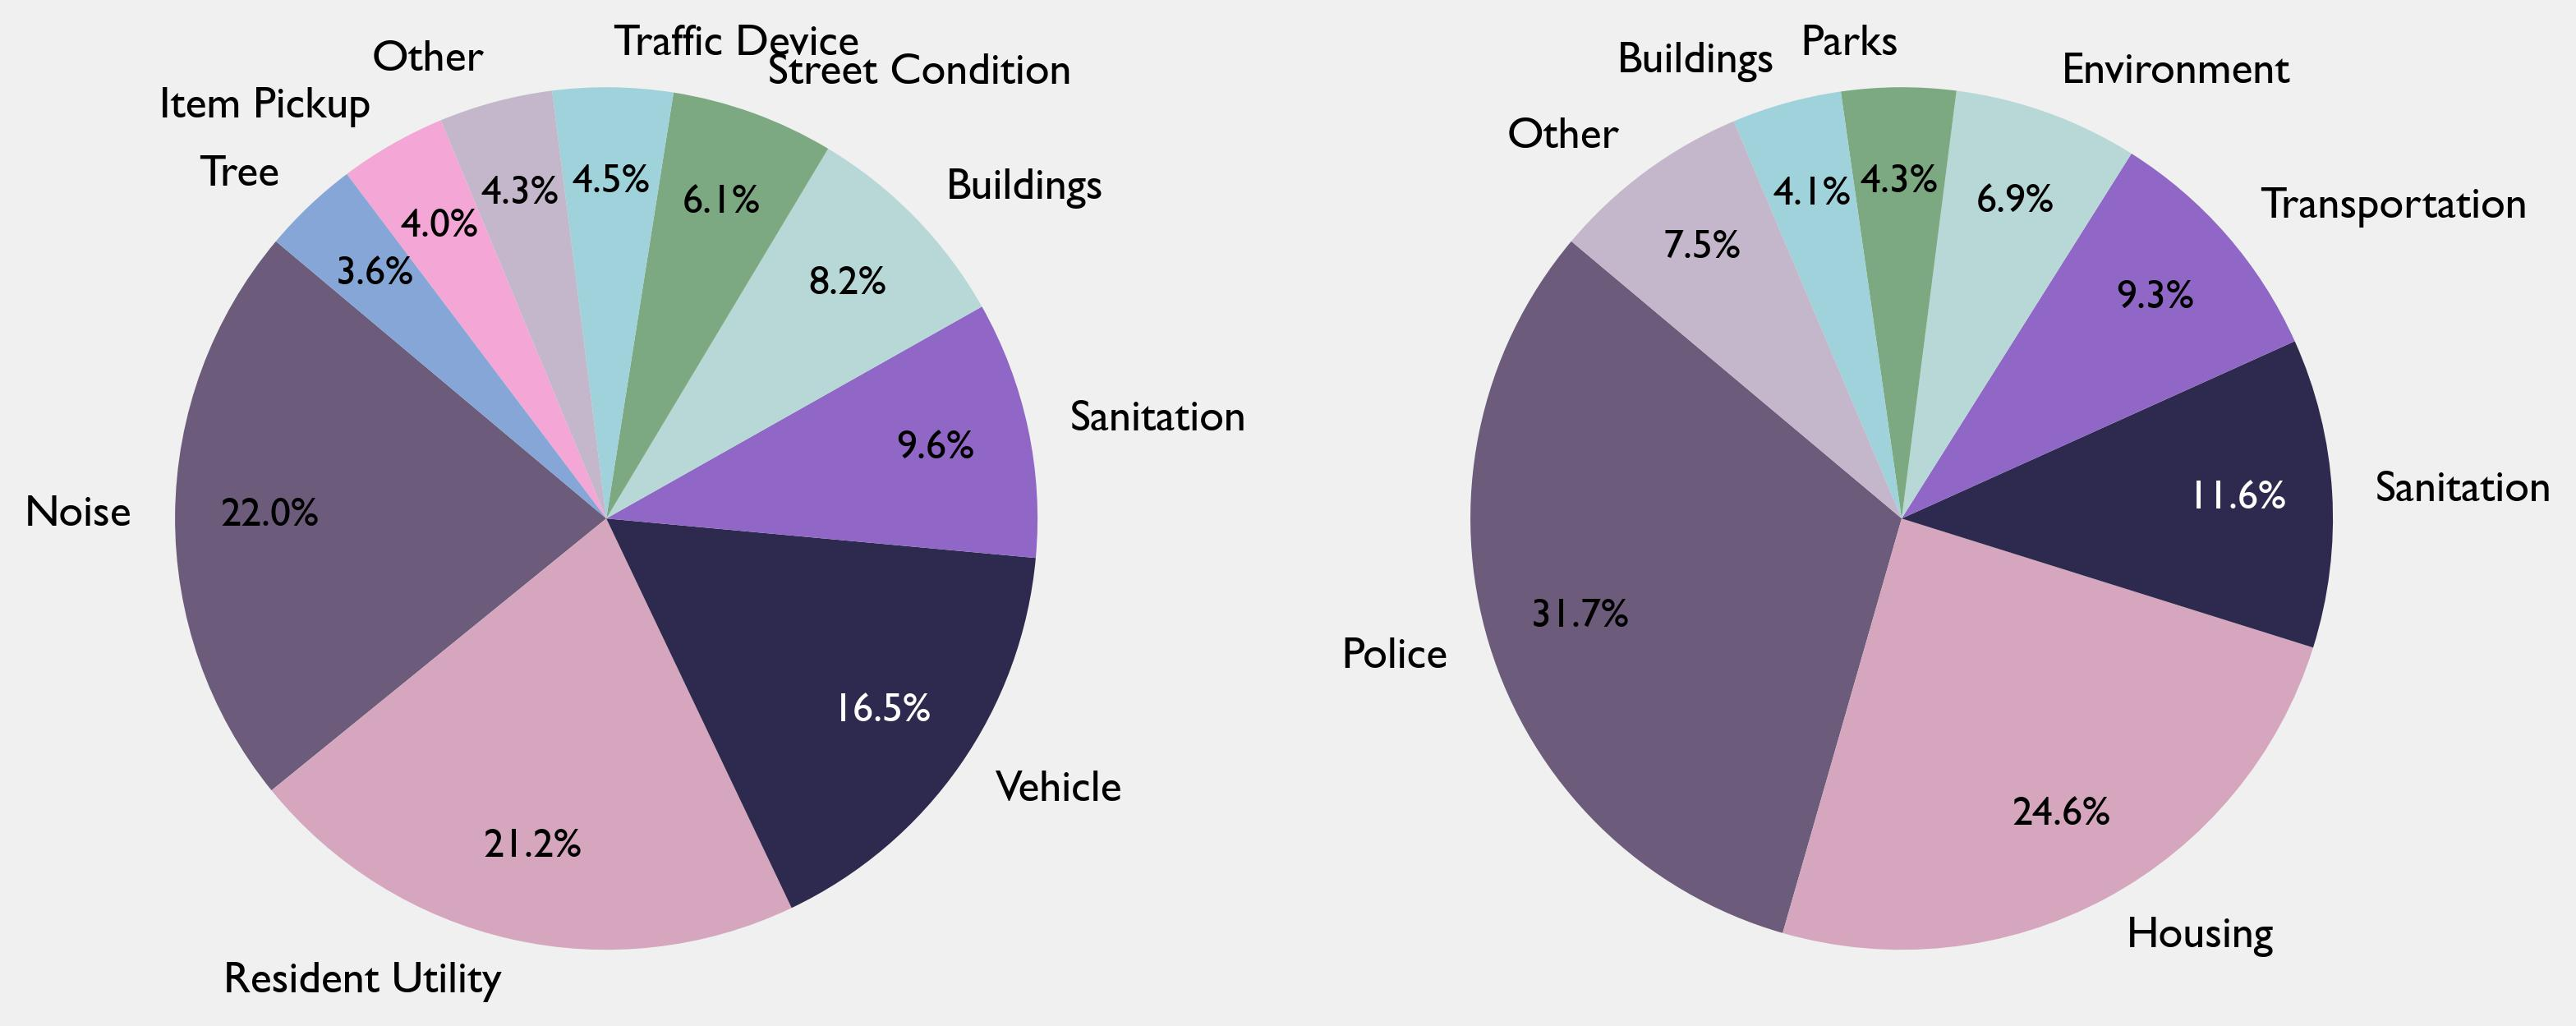 Traffic Device
Street Condition
Other
Item Pickup
Tree
Buildings
Sanitation
Noise
Vehicle
Resident Utility
4.5%
6.1%
4.3%
4.0%
3.6%
8.2%
9.6%
22.0%
16.5%
21.2%
Parks
Buildings
Environment
Other
Transportation
Sanitation
Police
Housing
4.3%
4.1%
6.9%
7.5%
9.3%
11.6%
31.7%
24.6%